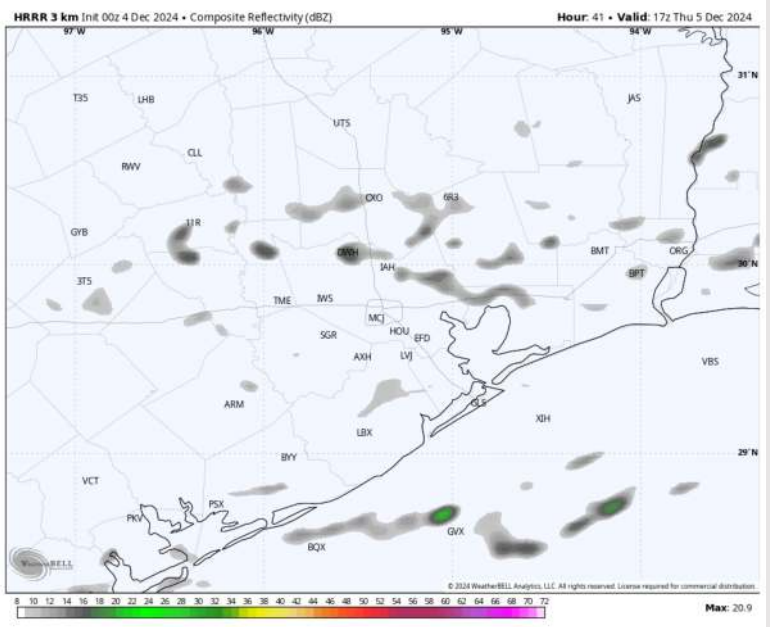 HRRR 3 km Init 00z 4 Dec 2024 • Composite Reflectivity (dBZ) Hour: 41 • Valid: 17z Thu 5 Dec 2024
97°W 96°W 95°W 94°W
31°N
T35 LHB JAS
UTS
CLL
RWV
CXO 6R3
11R
GYB
DWH BMT ORG
30°N
IAH BPT
3T5
TME IWS
MCJ
SGR HOU EFD
AXH LVJ VBS
ARM GLS
XIH
LBX
BYY 29°N
VCT
PSX
PKV
GVX
BQX
WeatherBELL
© 2024 WeatherBELL Analytics, LLC. All rights reserved. License required for commercial distribution.
8 10 12 14 16 18 20 22 24 26 28 30 32 34 36 38 40 42 44 46 48 50 52 54 56 58 60 62 64 66 68 70 72 Max: 20.9